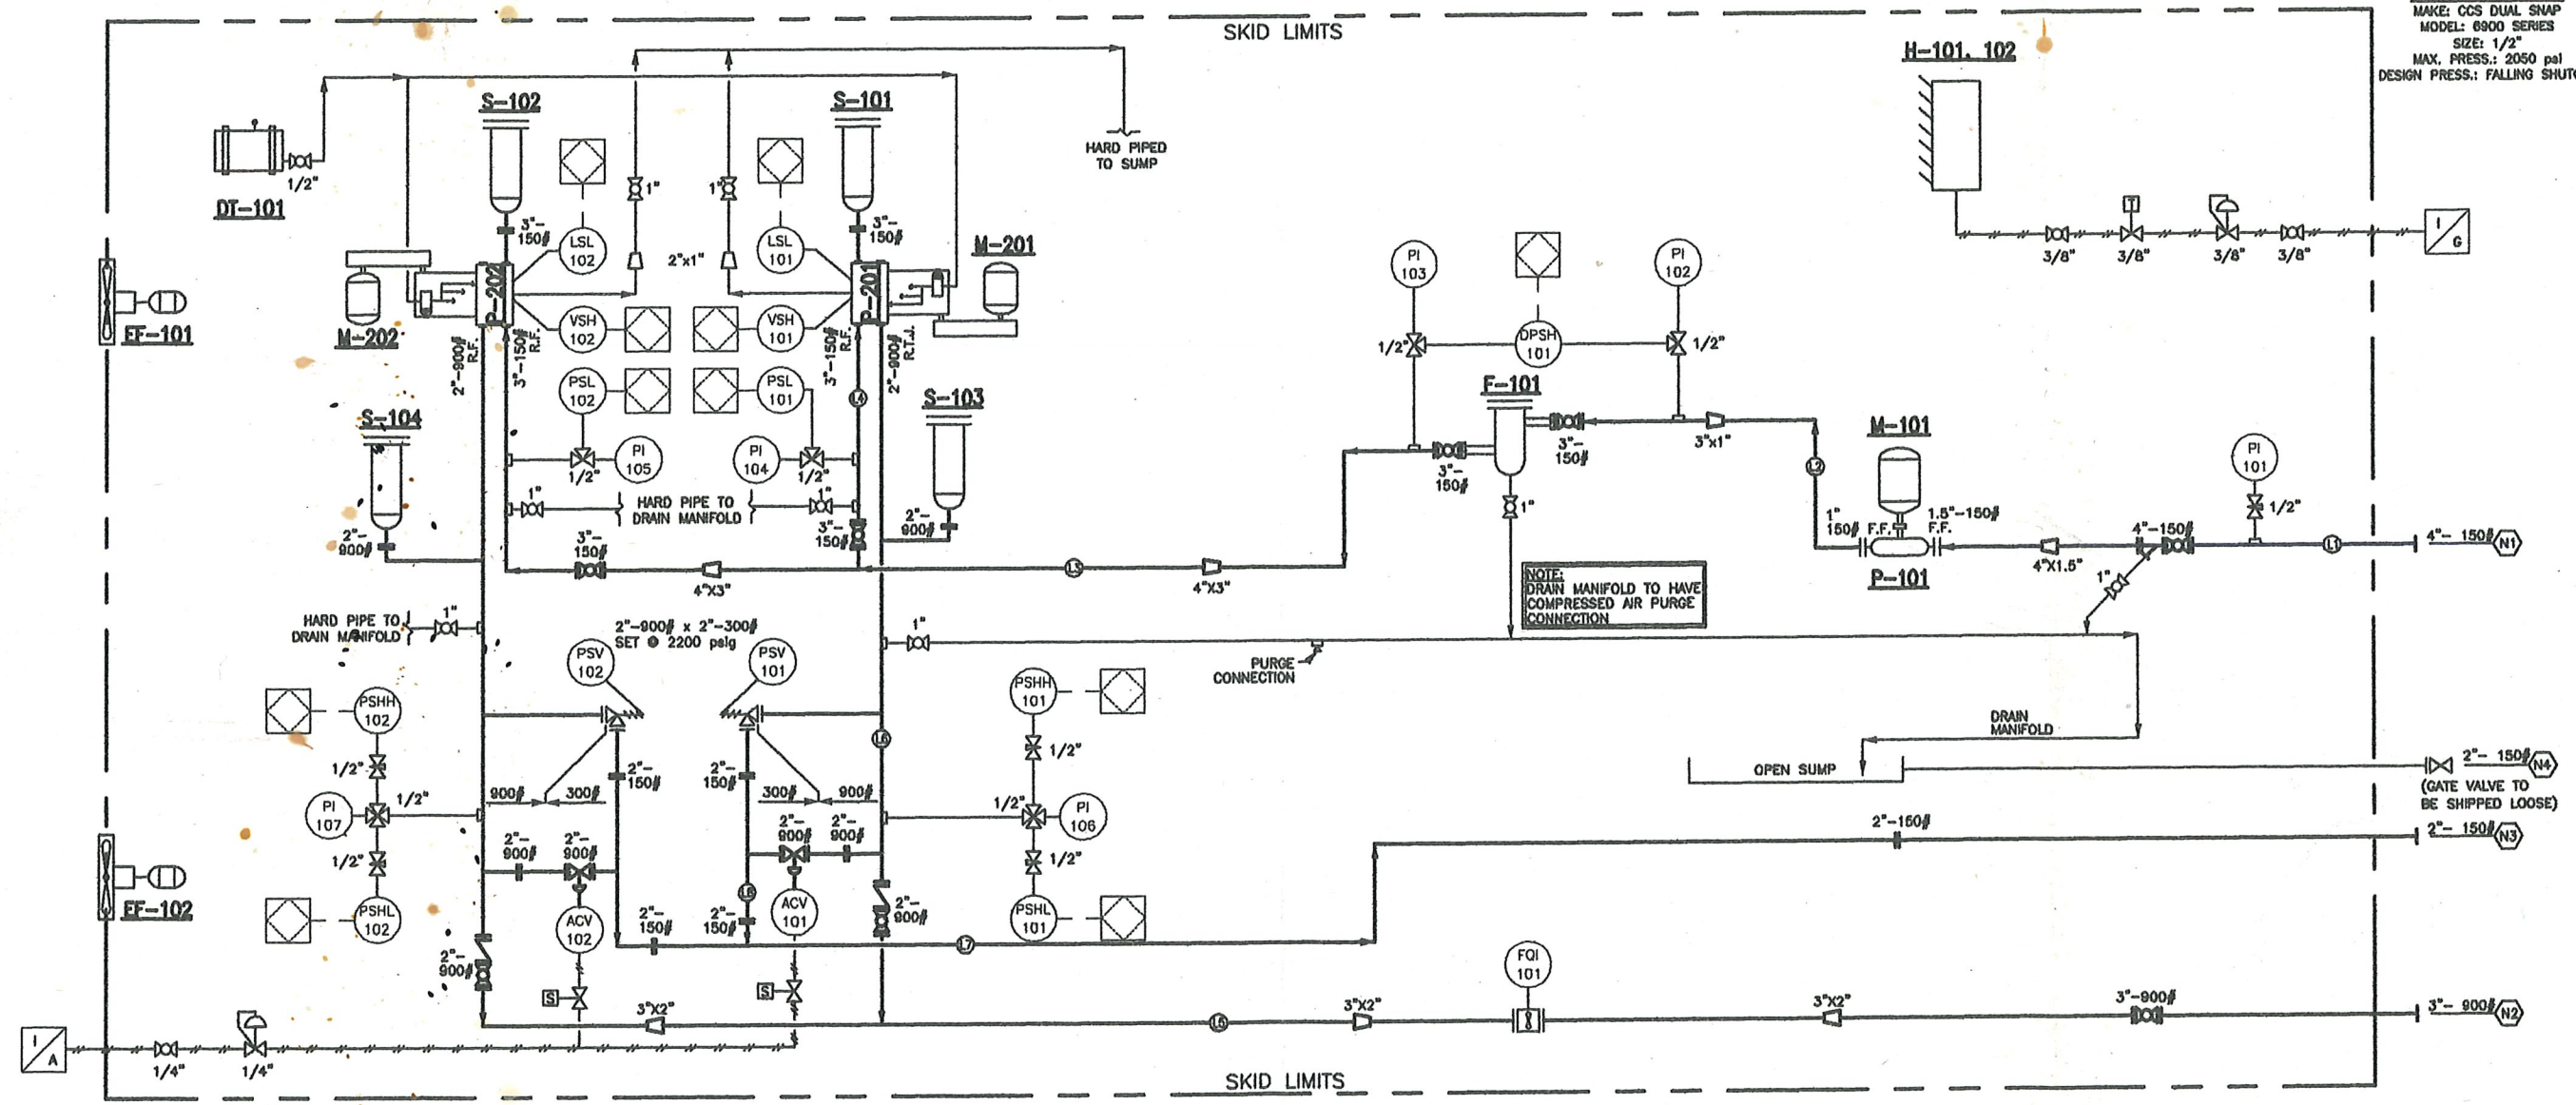 SKID LIMITS
MAKE: CCS DUAL SNAP
MODEL: 6900 SERIES
SIZE: 1/2"
MAX. PRESS.: 2050 psi
DESIGN PRESS.: FALLING
H-101, 102
S-102
S-101
HARD PIPED
TO SUMP
1/2"
DT-101
1"
1"
3"-
150#
LSL
102
2"x1"
LSL
101
3"-
150#
M-201
I
G
T
3/8"
3/8"
3/8"
3/8"
P-202
P-201
EF-101
M-202
VSH
102
VSH
101
2"-900#
R.F.
3"-150#
R.F.
3"-150#
R.F.
2"-900#
R.T.J.
PI
103
PI
102
DPSH
101
1/2"
1/2"
PSL
102
PSL
101
L4
S-103
S-104
F-101
3"-
150#
3"-
150#
3"x1"
L2
M-101
PI
101
1/2"
PI
105
PI
104
1/2"
1/2"
1"
HARD PIPE TO
DRAIN MANIFOLD
1"
2"-
900#
2"-
900#
3"-
150#
3"-
150#
1"
1"
150#
F.F.
1.5"-150#
F.F.
4"-150#
L1
4"- 150#
N1
P-101
4"X1.5"
1"
4"X3"
L3
4"X3"
NOTE:
DRAIN MANIFOLD TO HAVE
COMPRESSED AIR PURGE
CONNECTION
HARD PIPE TO
DRAIN MANIFOLD
1"
2"-900# x 2"-300#
SET @ 2200 psig
1"
PURGE
CONNECTION
PSV
102
PSV
101
PSHH
102
PSHH
101
L6
1/2"
1/2"
DRAIN
MANIFOLD
OPEN SUMP
2"- 150#
N4
(GATE VALVE TO
BE SHIPPED LOOSE)
2"-
150#
2"-
150#
900#
300#
300#
900#
PI
107
1/2"
1/2"
PI
106
2"-150#
2"- 150#
N3
2"-
900#
2"-
900#
2"-
900#
2"-
900#
1/2"
1/2"
EF-102
PSHL
102
ACV
102
ACV
101
2"-
900#
PSHL
101
2"-
150#
2"-
150#
L7
2"-
900#
FQI
101
S
S
3"X2"
L5
3"X2"
3"X2"
3"-900#
3"- 900#
N2
I
A
1/4"
1/4"
SKID LIMITS